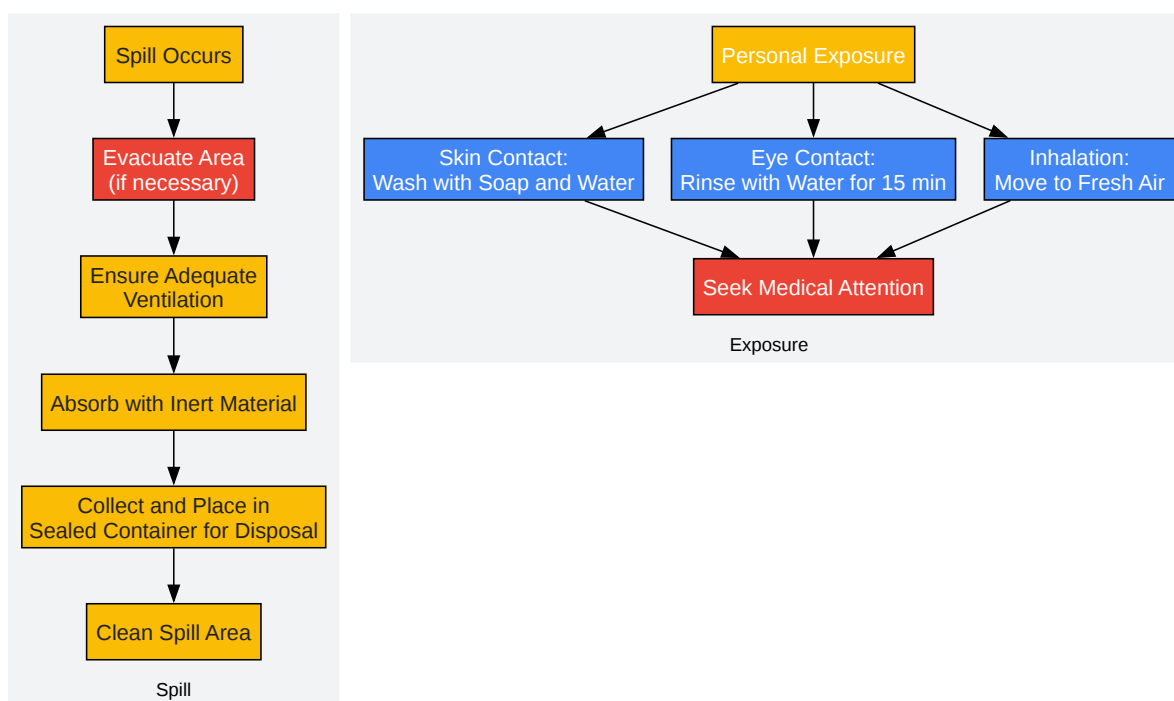 Spill Occurs
Evacuate Area
(if necessary)
Ensure Adequate
Ventilation
Absorb with Inert Material
Collect and Place in
Sealed Container for Disposal
Clean Spill Area
Spill
Personal Exposure
Skin Contact:
Wash with Soap and Water
Eye Contact:
Rinse with Water for 15 min
Inhalation:
Move to Fresh Air
Seek Medical Attention
Exposure